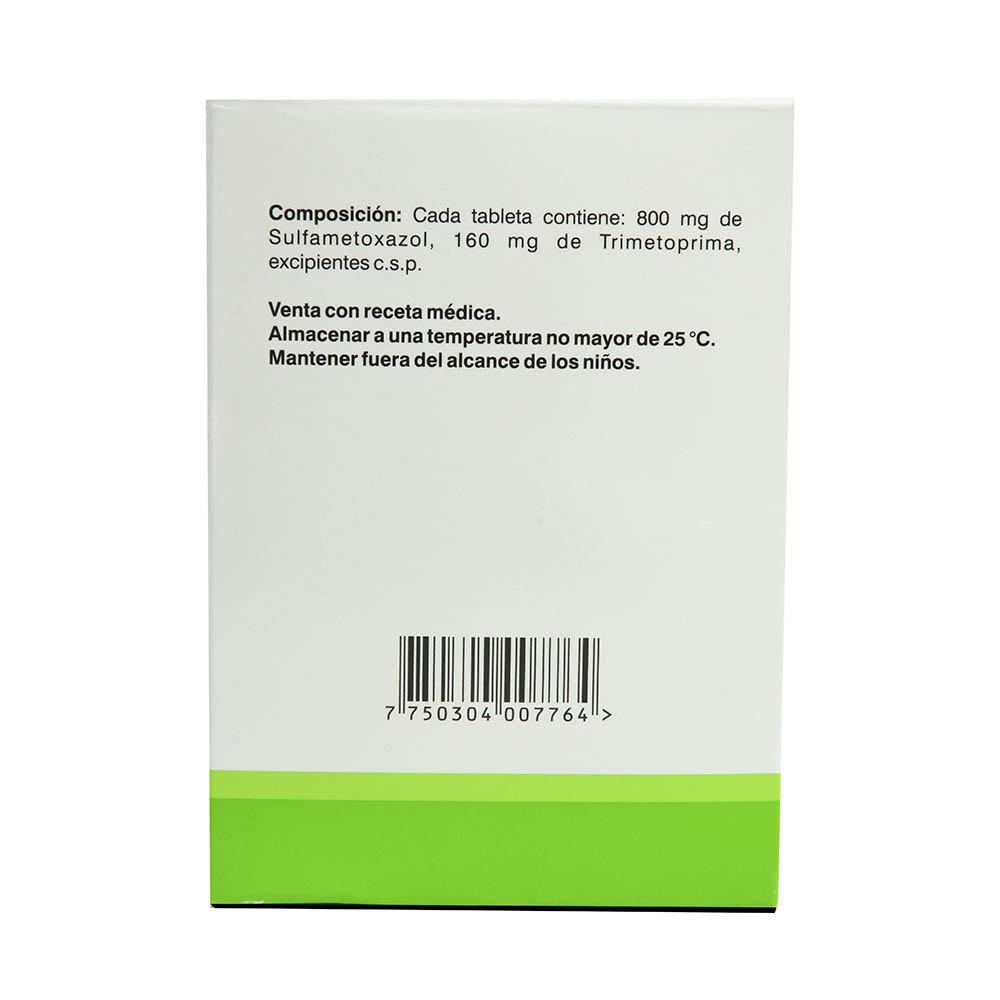 Composición: Cada tableta contiene: 800 mg de
Sulfametoxazol, 160 mg de Trimetoprima,
excipientes c.s.p.
Venta con receta médica.
Almacenar a una temperatura no mayor de 25 °C.
Mantener fuera del alcance de los niños.
7 750304 007764 >